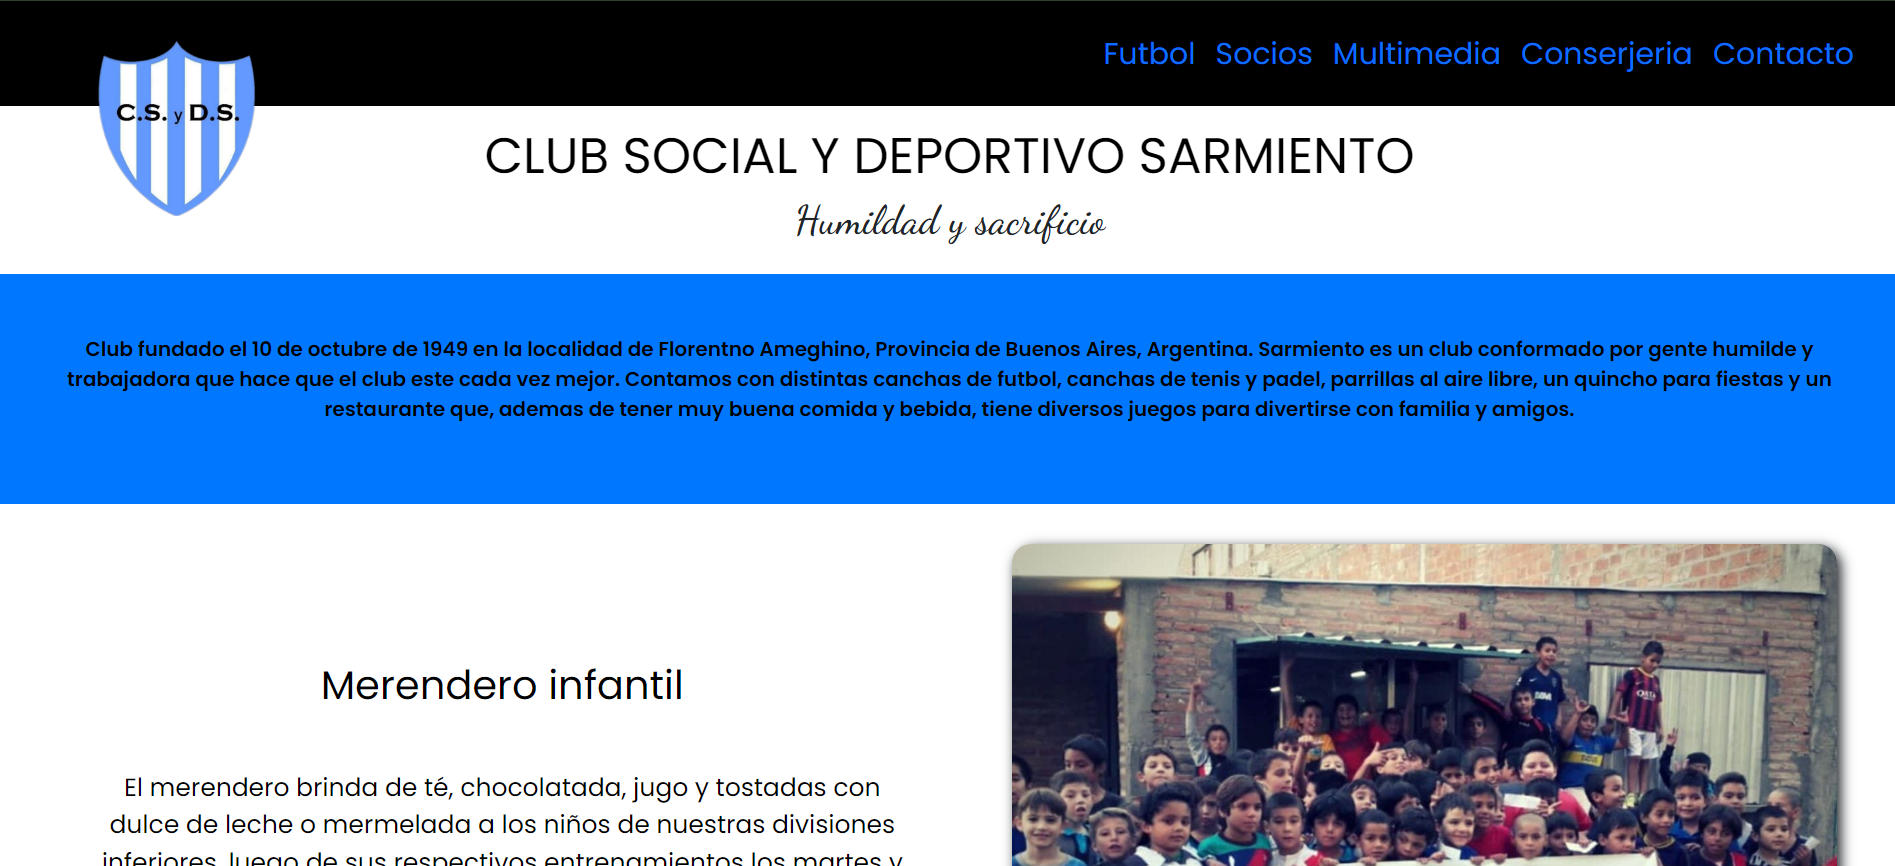 Futbol Socios Multimedia Conserjeria Contacto
C.S. y D.S.
CLUB SOCIAL Y DEPORTIVO SARMIENTO
Humildad y sacrificio
Club fundado el 10 de octubre de 1949 en la localidad de Florentno Ameghino, Provincia de Buenos Aires, Argentina. Sarmiento es un club conformado por gente humilde y
trabajadora que hace que el club este cada vez mejor. Contamos con distintas canchas de futbol, canchas de tenis y padel, parrillas al aire libre, un quincho para fiestas y un
restaurante que, ademas de tener muy buena comida y bebida, tiene diversos juegos para divertirse con familia y amigos.
Merendero infantil
El merendero brinda de té, chocolatada, jugo y tostadas con
dulce de leche o mermelada a los niños de nuestras divisiones
inferiores, luego de sus respectivos entrenamientos los martes y